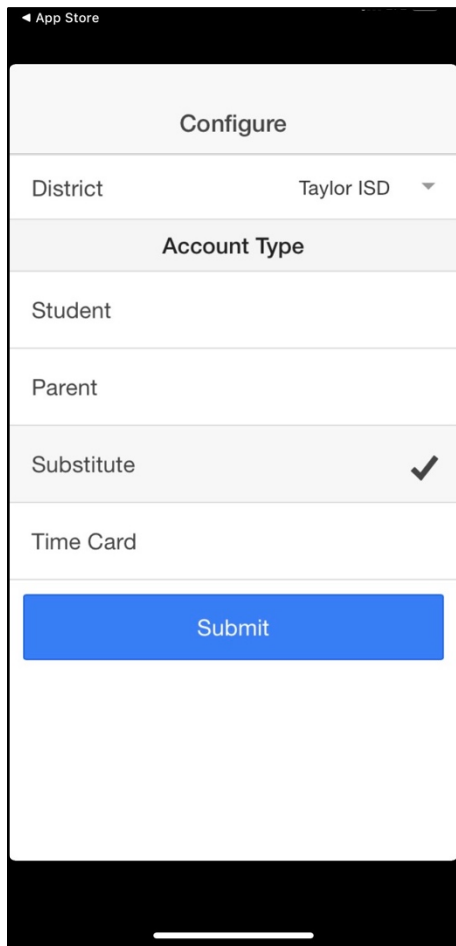 ◀ App Store
Configure
District Taylor ISD
Account Type
Student
Parent
Substitute
Time Card
Submit